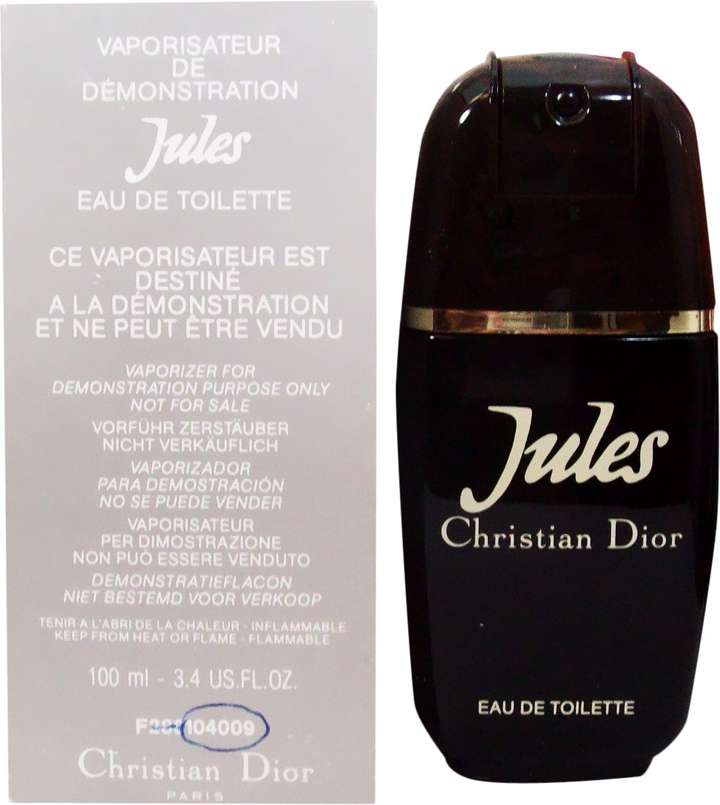 VAPORISATEUR
DE
DÉMONSTRATION
Jules
EAU DE TOILETTE
CE VAPORISATEUR EST
DESTINÉ
A LA DÉMONSTRATION
ET NE PEUT ÊTRE VENDU
VAPORIZER FOR
DEMONSTRATION PURPOSE ONLY
NOT FOR SALE
VORFÜHR ZERSTÄUBER
NICHT VERKÄUFLICH
VAPORIZADOR
PARA DEMOSTRACIÓN
NO SE PUEDE VENDER
VAPORISATEUR
PER DIMOSTRAZIONE
NON PUÒ ESSERE VENDUTO
DEMONSTRATIEFLACON
NIET BESTEMD VOOR VERKOOP
TENIR A L'ABRI DE LA CHALEUR - INFLAMMABLE
KEEP FROM HEAT OR FLAME - FLAMMABLE
100 ml - 3.4 US.FL.OZ.
104009
Christian Dior
PARIS
Jules
Christian Dior
EAU DE TOILETTE